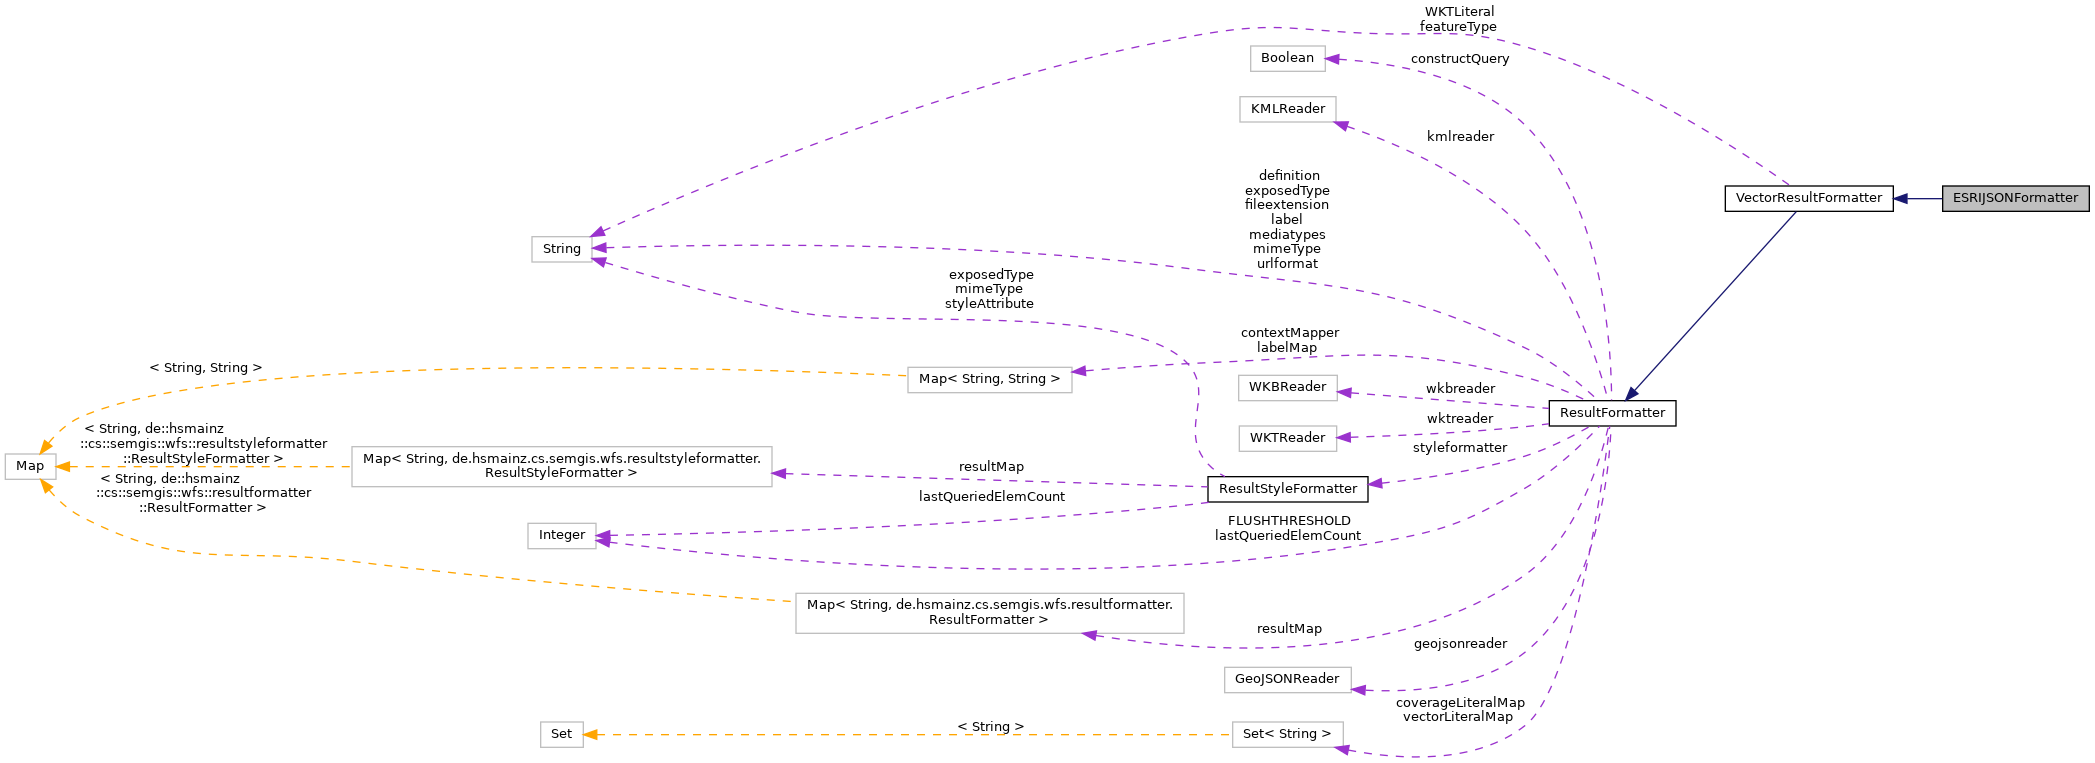 WKTLiteral
featureType
Boolean
constructQuery
KMLReader
kmlreader
definition
exposedType
fileextension
label
mediatypes
mimeType
urlformat
VectorResultFormatter
ESRIJSONFormatter
String
exposedType
mimeType
styleAttribute
contextMapper
labelMap
< String, String >
Map< String, String >
WKBReader
wkbreader
ResultFormatter
wktreader
WKTReader
styleformatter
< String, de::hsmainz
::cs::semgis::wfs::resultstyleformatter
::ResultStyleFormatter >
Map
Map< String, de.hsmainz.cs.semgis.wfs.resultstyleformatter.
ResultStyleFormatter >
resultMap
ResultStyleFormatter
< String, de::hsmainz
::cs::semgis::wfs::resultformatter
::ResultFormatter >
lastQueriedElemCount
Integer
FLUSHTHRESHOLD
lastQueriedElemCount
Map< String, de.hsmainz.cs.semgis.wfs.resultformatter.
ResultFormatter >
resultMap
geojsonreader
GeoJSONReader
coverageLiteralMap
vectorLiteralMap
Set
< String >
Set< String >